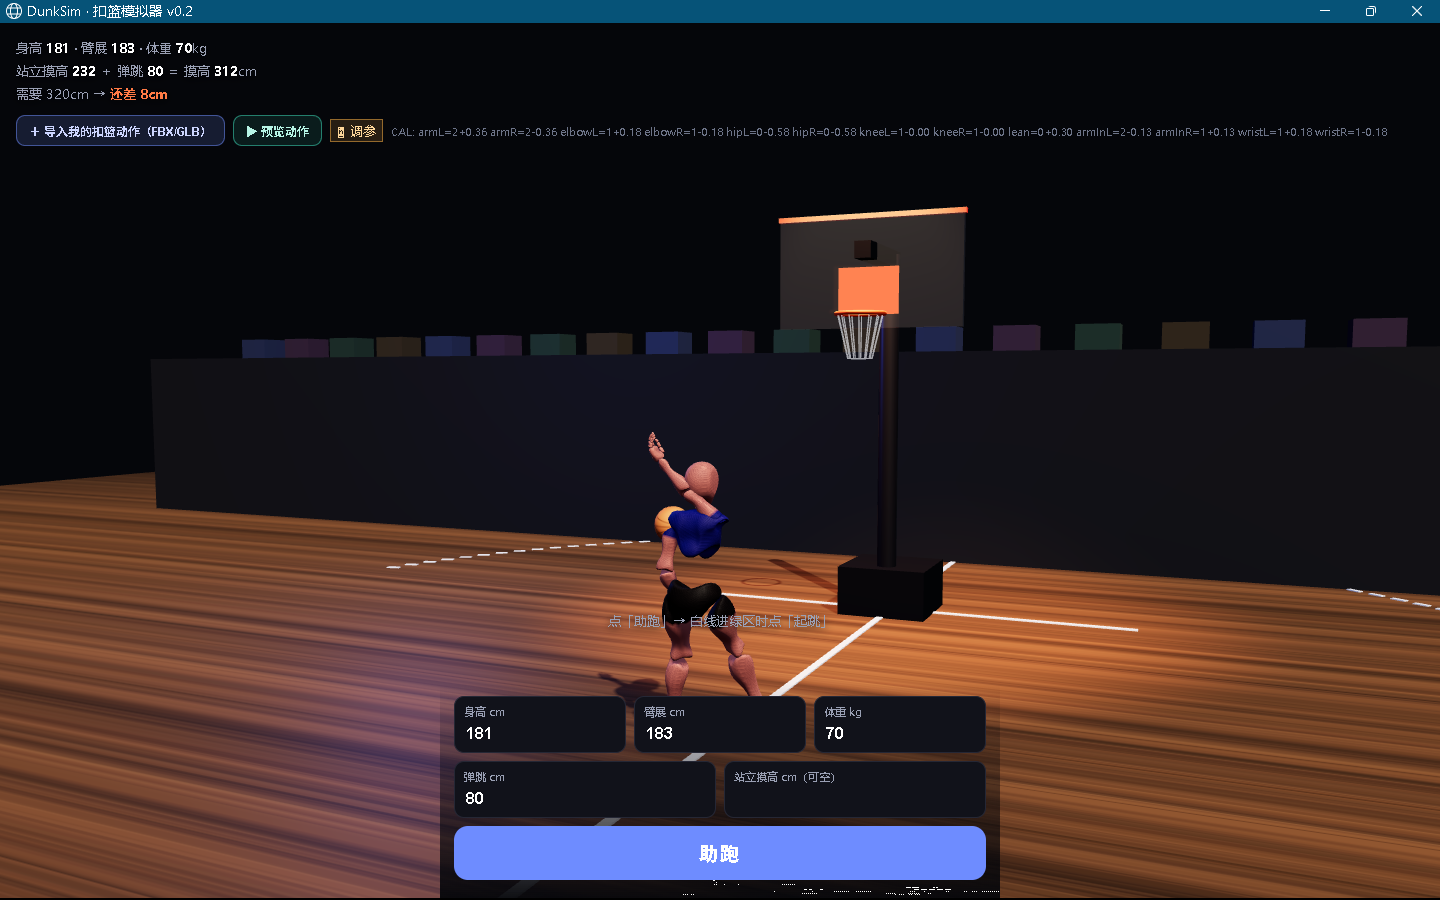 DunkSim · 扣篮模拟器 v0.2
身高 181 · 臂展 183 · 体重 70kg
站立摸高 232 + 弹跳 80 = 摸高 312cm
需要 320cm → 还差 8cm
+ 导入我的扣篮动作（FBX/GLB）
▶ 预览动作
调参
CAL: armL=2+0.36 armR=2-0.36 elbowL=1+0.18 elbowR=1-0.18 hipL=0-0.58 hipR=0-0.58 kneeL=1-0.00 kneeR=1-0.00 lean=0+0.30 armInL=2-0.13 armInR=1+0.13 wristL=1+0.18 wristR=1-0.18
点「助跑」→ 白线进绿区时点「起跳」
身高 cm
181
臂展 cm
183
体重 kg
70
弹跳 cm
80
站立摸高 cm（可空）
助跑